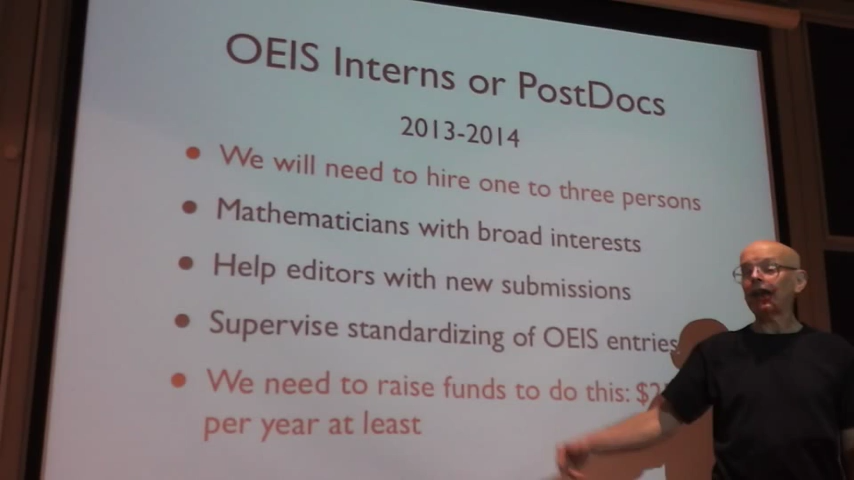 OEIS Interns or PostDocs
2013-2014
• We will need to hire one to three persons
• Mathematicians with broad interests
• Help editors with new submissions
• Supervise standardizing of OEIS entries
• We need to raise funds to do this:
per year at least